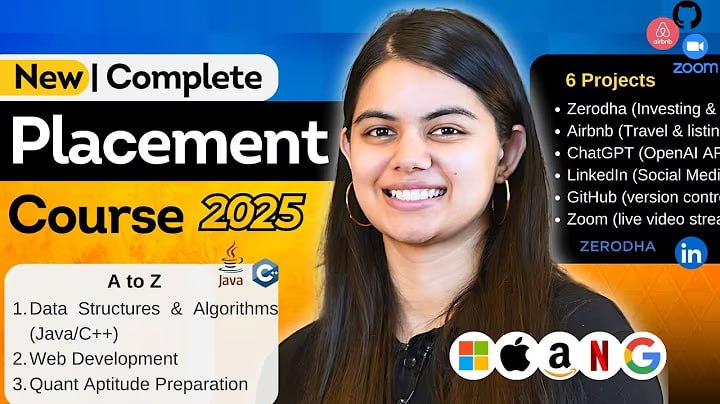 New | Complete
Placement
Course 2025
A to Z
Java
C++
1. Data Structures & Algorithms
(Java/C++)
2. Web Development
3. Quant Aptitude Preparation
airbnb
zoom
6 Projects
• Zerodha (Investing &
• Airbnb (Travel & listin
• ChatGPT (OpenAI AP
• LinkedIn (Social Medi
• GitHub (version contr
• Zoom (live video strea
ZERODHA
in
a
N
G